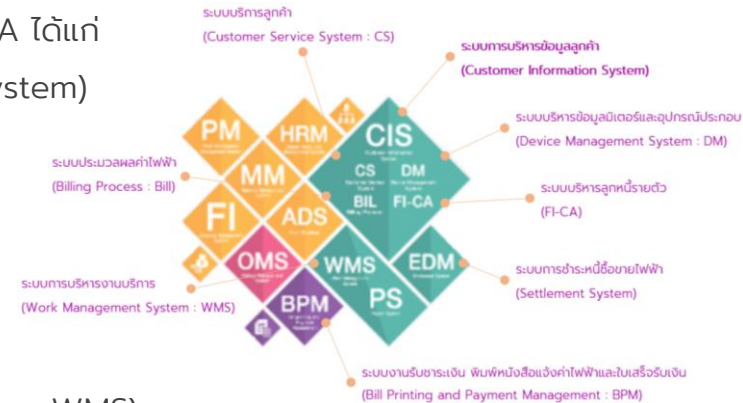 A ได้แก่
ystem)
ระบบบริการลูกค้า
(Customer Service System : CS)
ระบบการบริหารข้อมูลลูกค้า
(Customer Information System)
ระบบบริหารข้อมูลมิเตอร์และอุปกรณ์ประกอบ
(Device Management System : DM)
ระบบประมวลผลค่าไฟฟ้า
(Billing Process : Bill)
ระบบบริหารลูกหนี้รายตัว
(FI-CA)
ระบบการชำระหนี้ซื้อขายไฟฟ้า
(Settlement System)
ระบบการบริหารงานบริการ
(Work Management System : WMS)
ระบบงานรับชำระเงิน พิมพ์หนังสือแจ้งค่าไฟฟ้าและใบเสร็จรับเงิน
(Bill Printing and Payment Management : BPM)
PM
HRM
CIS
MM
CS
DM
BIL
FI-CA
FI
ADS
OMS
WMS
EDM
BPM
PS
WMS)